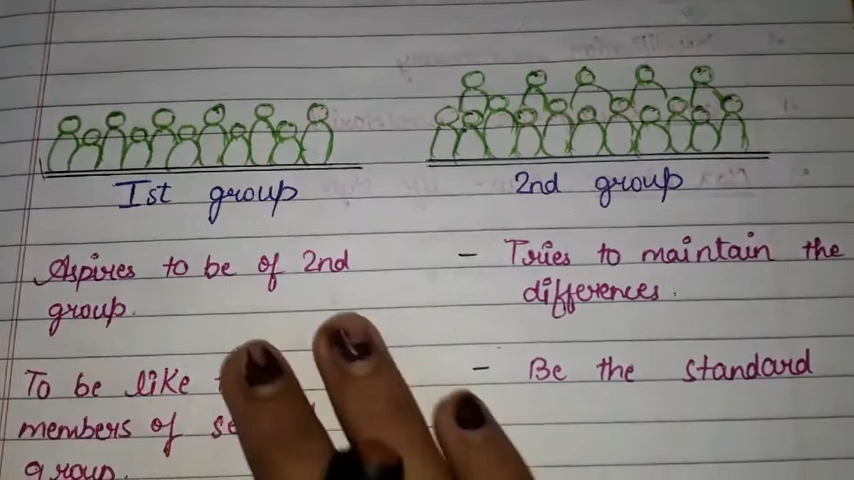 Ist group
2nd group
Aspires to be of 2nd
group.
- Tries to maintain the
differences.
To be like
members of
group.
- Be the standard